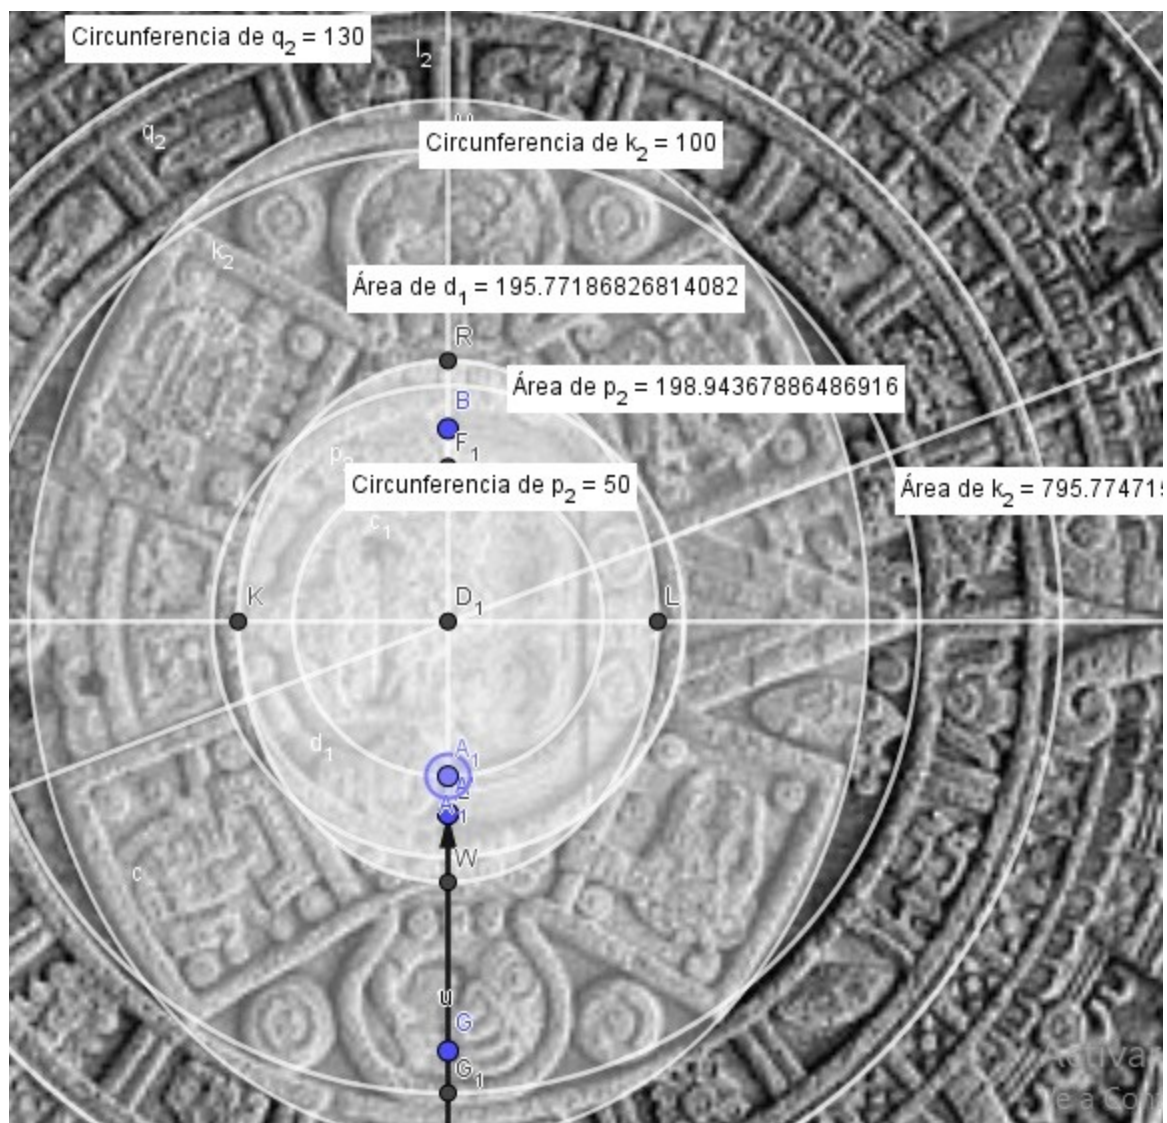 Circunferencia de q₂ = 130
l₂
q₂
Circunferencia de k₂ = 100
k₂
Área de d₁ = 195.77186826814082
R
Área de p₂ = 198.94367886486916
B
F₁
Circunferencia de p₂ = 50
Área de k₂ = 795.774715
c₁
K
D₁
L
d₁
A₁
W
c
u
G
G₁